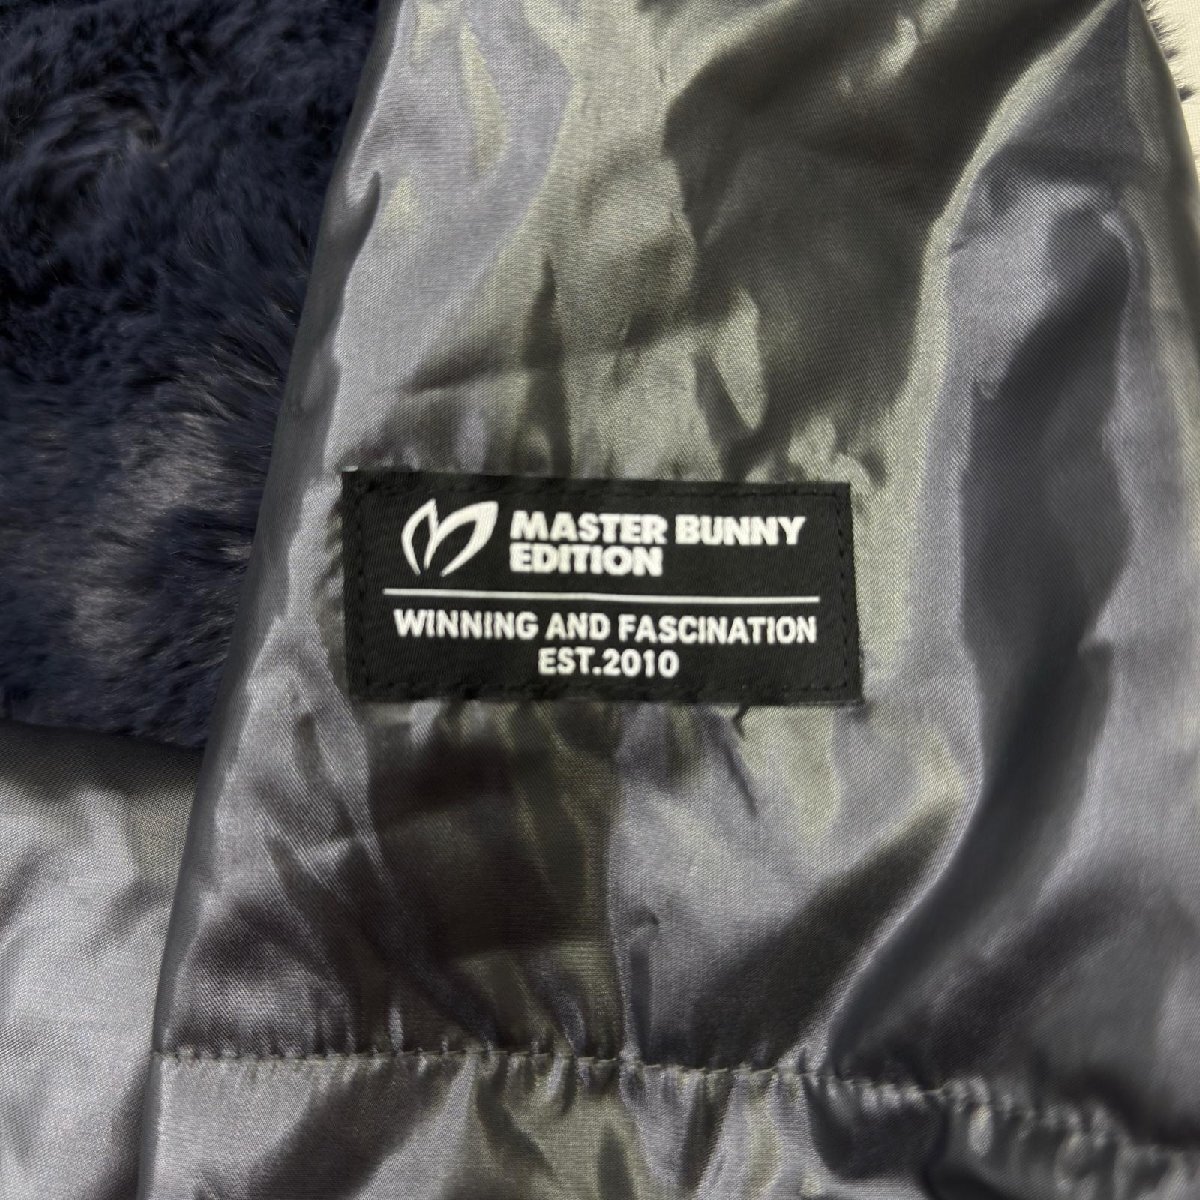 MASTER BUNNY
EDITION
WINNING AND FASCINATION
EST.2010